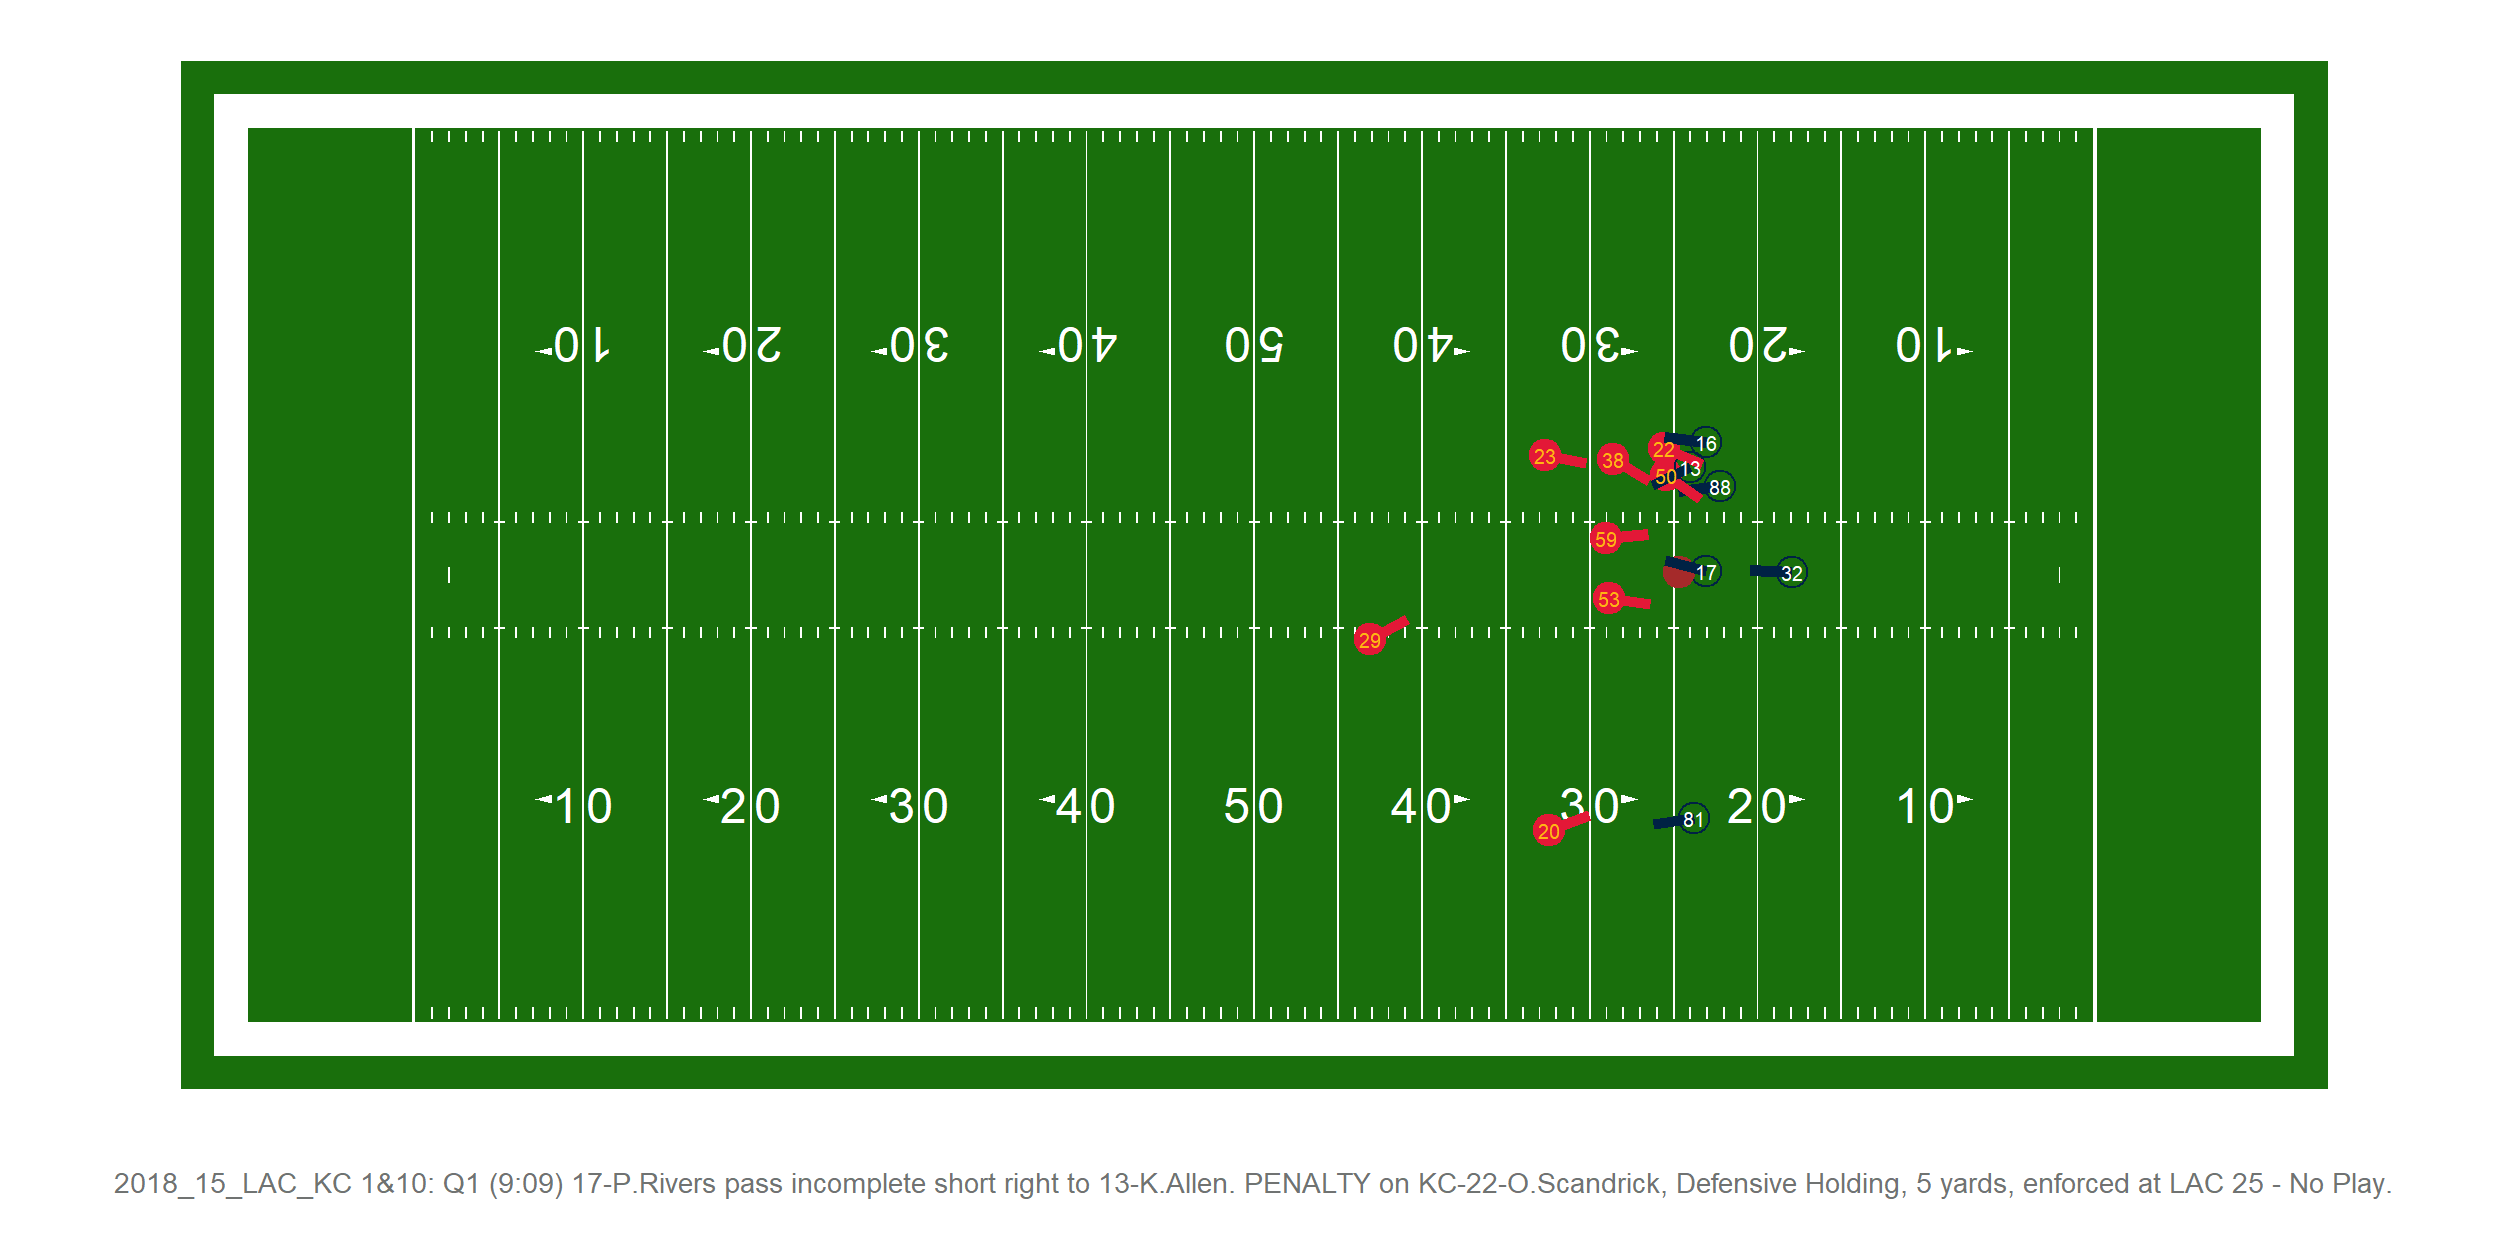 10 20 30 40 50 40 30 20 10
16
22
23 38 13
50 88
59
17 32
53
29
10 20 30 40 50 40 30 20 10
20 81
2018_15_LAC_KC 1&10: Q1 (9:09) 17-P.Rivers pass incomplete short right to 13-K.Allen. PENALTY on KC-22-O.Scandrick, Defensive Holding, 5 yards, enforced at LAC 25 - No Play.